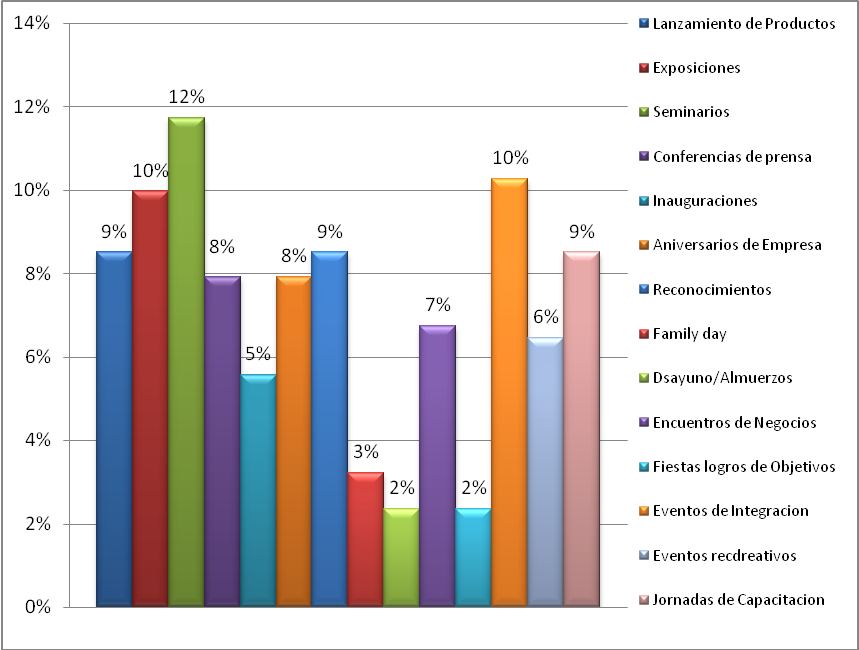 14%
12%
10%
8%
6%
4%
2%
0%
9%
10%
12%
8%
5%
8%
9%
3%
2%
7%
2%
10%
6%
9%
Lanzamiento de Productos
Exposiciones
Seminarios
Conferencias de prensa
Inauguraciones
Aniversarios de Empresa
Reconocimientos
Family day
Dsayuno/Almuerzos
Encuentros de Negocios
Fiestas logros de Objetivos
Eventos de Integracion
Eventos recdreativos
Jornadas de Capacitacion